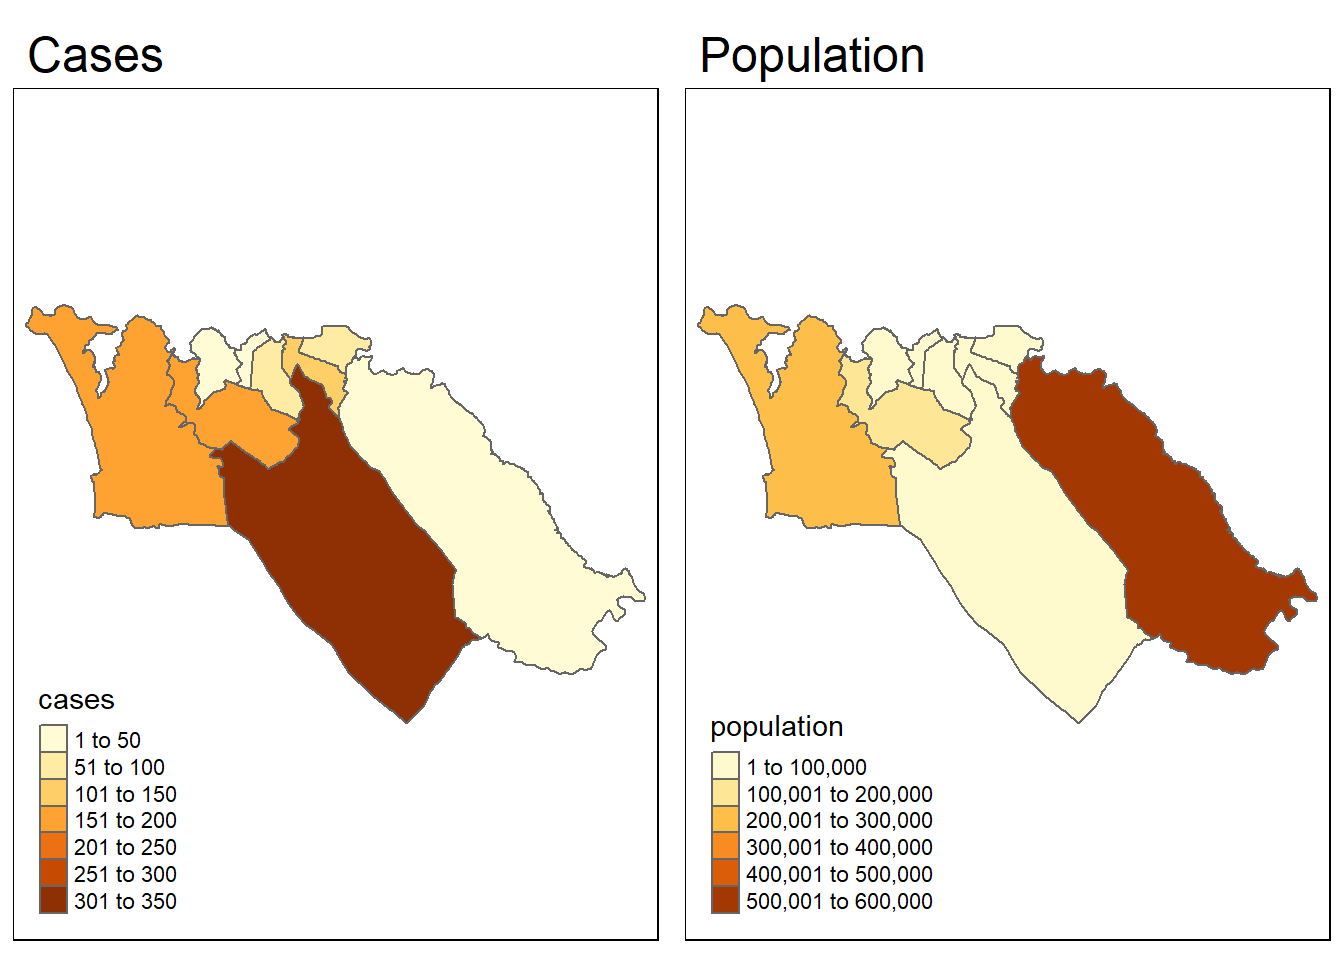 Cases
cases
1 to 50
51 to 100
101 to 150
151 to 200
201 to 250
251 to 300
301 to 350
Population
population
1 to 100,000
100,001 to 200,000
200,001 to 300,000
300,001 to 400,000
400,001 to 500,000
500,001 to 600,000